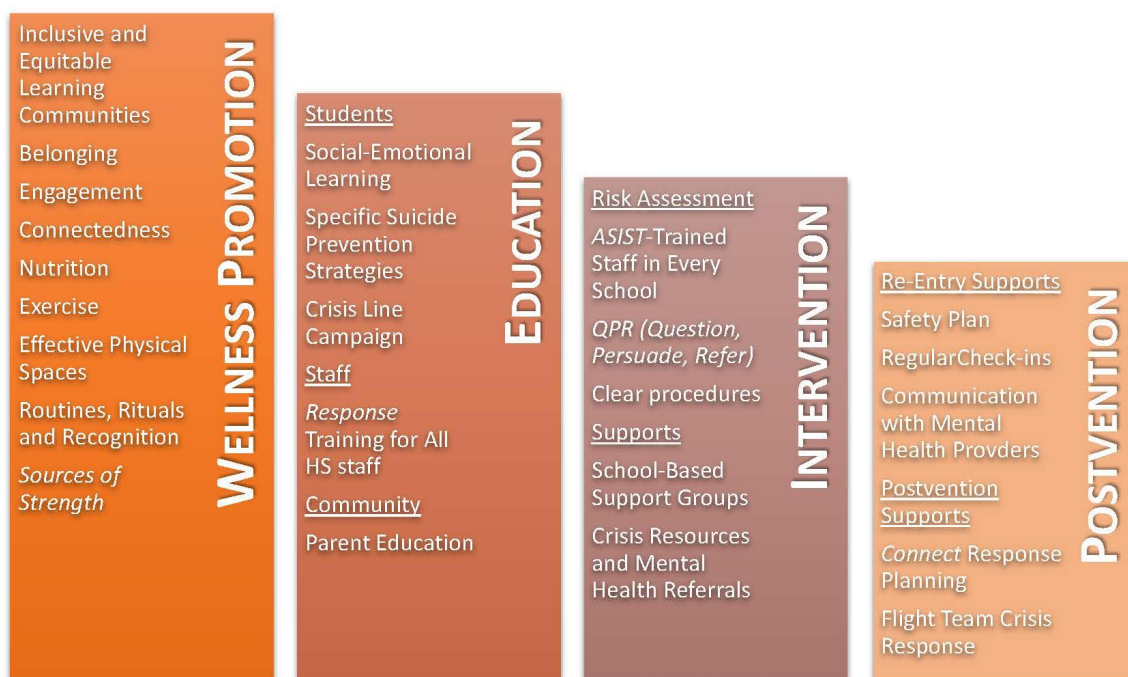 Inclusive and
Equitable
Learning
Communities
Belonging
Engagement
Connectedness
Nutrition
Exercise
Effective Physical
Spaces
Routines, Rituals
and Recognition
Sources of
Strength
WELLNESS PROMOTION
Students
Social-Emotional
Learning
Specific Suicide
Prevention
Strategies
Crisis Line
Campaign
Staff
Response
Training for All
HS staff
Community
Parent Education
EDUCATION
Risk Assessment
ASIST-Trained
Staff in Every
School
QPR (Question,
Persuade, Refer)
Clear procedures
Supports
School-Based
Support Groups
Crisis Resources
and Mental
Health Referrals
INTERVENTION
Re-Entry Supports
Safety Plan
RegularCheck-ins
Communication
with Mental
Health Provders
Postvention
Supports
Connect Response
Planning
Flight Team Crisis
Response
POSTVENTION